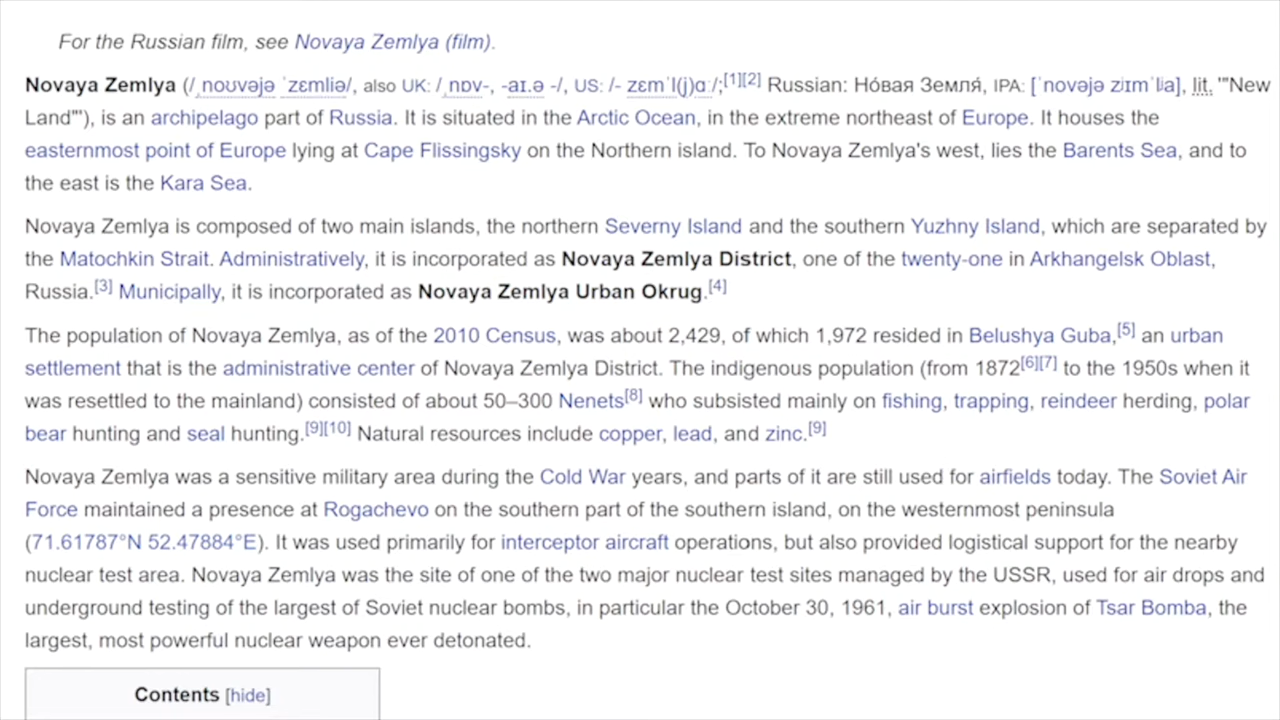 For the Russian film, see Novaya Zemlya (film).
Novaya Zemlya (/ˌnoʊvəjə ˈzɛmliə/, also UK: /ˌnɒv-, -aɪ.ə -/, US: /- zɛmˈl(j)ɑː/;[1][2] Russian: Но́вая Земля́, IPA: [ˈnovəjə zʲɪmˈlʲa], lit. '"New
Land"'), is an archipelago part of Russia. It is situated in the Arctic Ocean, in the extreme northeast of Europe. It houses the
easternmost point of Europe lying at Cape Flissingsky on the Northern island. To Novaya Zemlya's west, lies the Barents Sea, and to
the east is the Kara Sea.
Novaya Zemlya is composed of two main islands, the northern Severny Island and the southern Yuzhny Island, which are separated by
the Matochkin Strait. Administratively, it is incorporated as Novaya Zemlya District, one of the twenty-one in Arkhangelsk Oblast,
Russia.[3] Municipally, it is incorporated as Novaya Zemlya Urban Okrug.[4]
The population of Novaya Zemlya, as of the 2010 Census, was about 2,429, of which 1,972 resided in Belushya Guba,[5] an urban
settlement that is the administrative center of Novaya Zemlya District. The indigenous population (from 1872[6][7] to the 1950s when it
was resettled to the mainland) consisted of about 50–300 Nenets[8] who subsisted mainly on fishing, trapping, reindeer herding, polar
bear hunting and seal hunting.[9][10] Natural resources include copper, lead, and zinc.[9]
Novaya Zemlya was a sensitive military area during the Cold War years, and parts of it are still used for airfields today. The Soviet Air
Force maintained a presence at Rogachevo on the southern part of the southern island, on the westernmost peninsula
(71.61787°N 52.47884°E). It was used primarily for interceptor aircraft operations, but also provided logistical support for the nearby
nuclear test area. Novaya Zemlya was the site of one of the two major nuclear test sites managed by the USSR, used for air drops and
underground testing of the largest of Soviet nuclear bombs, in particular the October 30, 1961, air burst explosion of Tsar Bomba, the
largest, most powerful nuclear weapon ever detonated.
Contents [hide]